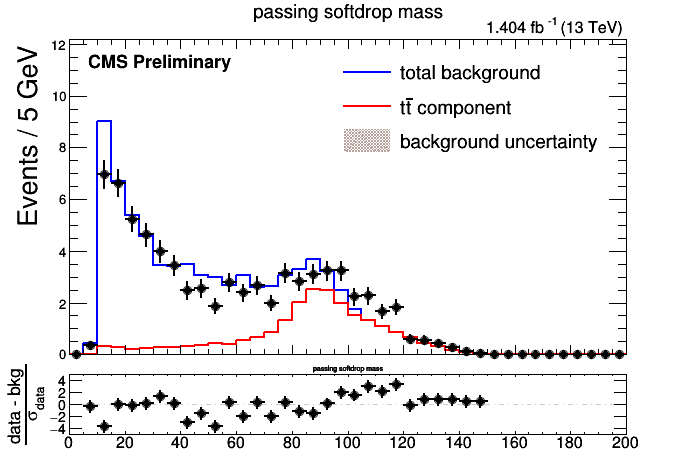 passing softdrop mass
1.404 fb -1 (13 TeV)
CMS Preliminary
total background
tt̄ component
background uncertainty
Events / 5 GeV
12
10
8
6
4
2
0
passing softdrop mass
data - bkg
σdata
4
2
0
−2
−4
0 20 40 60 80 100 120 140 160 180 200